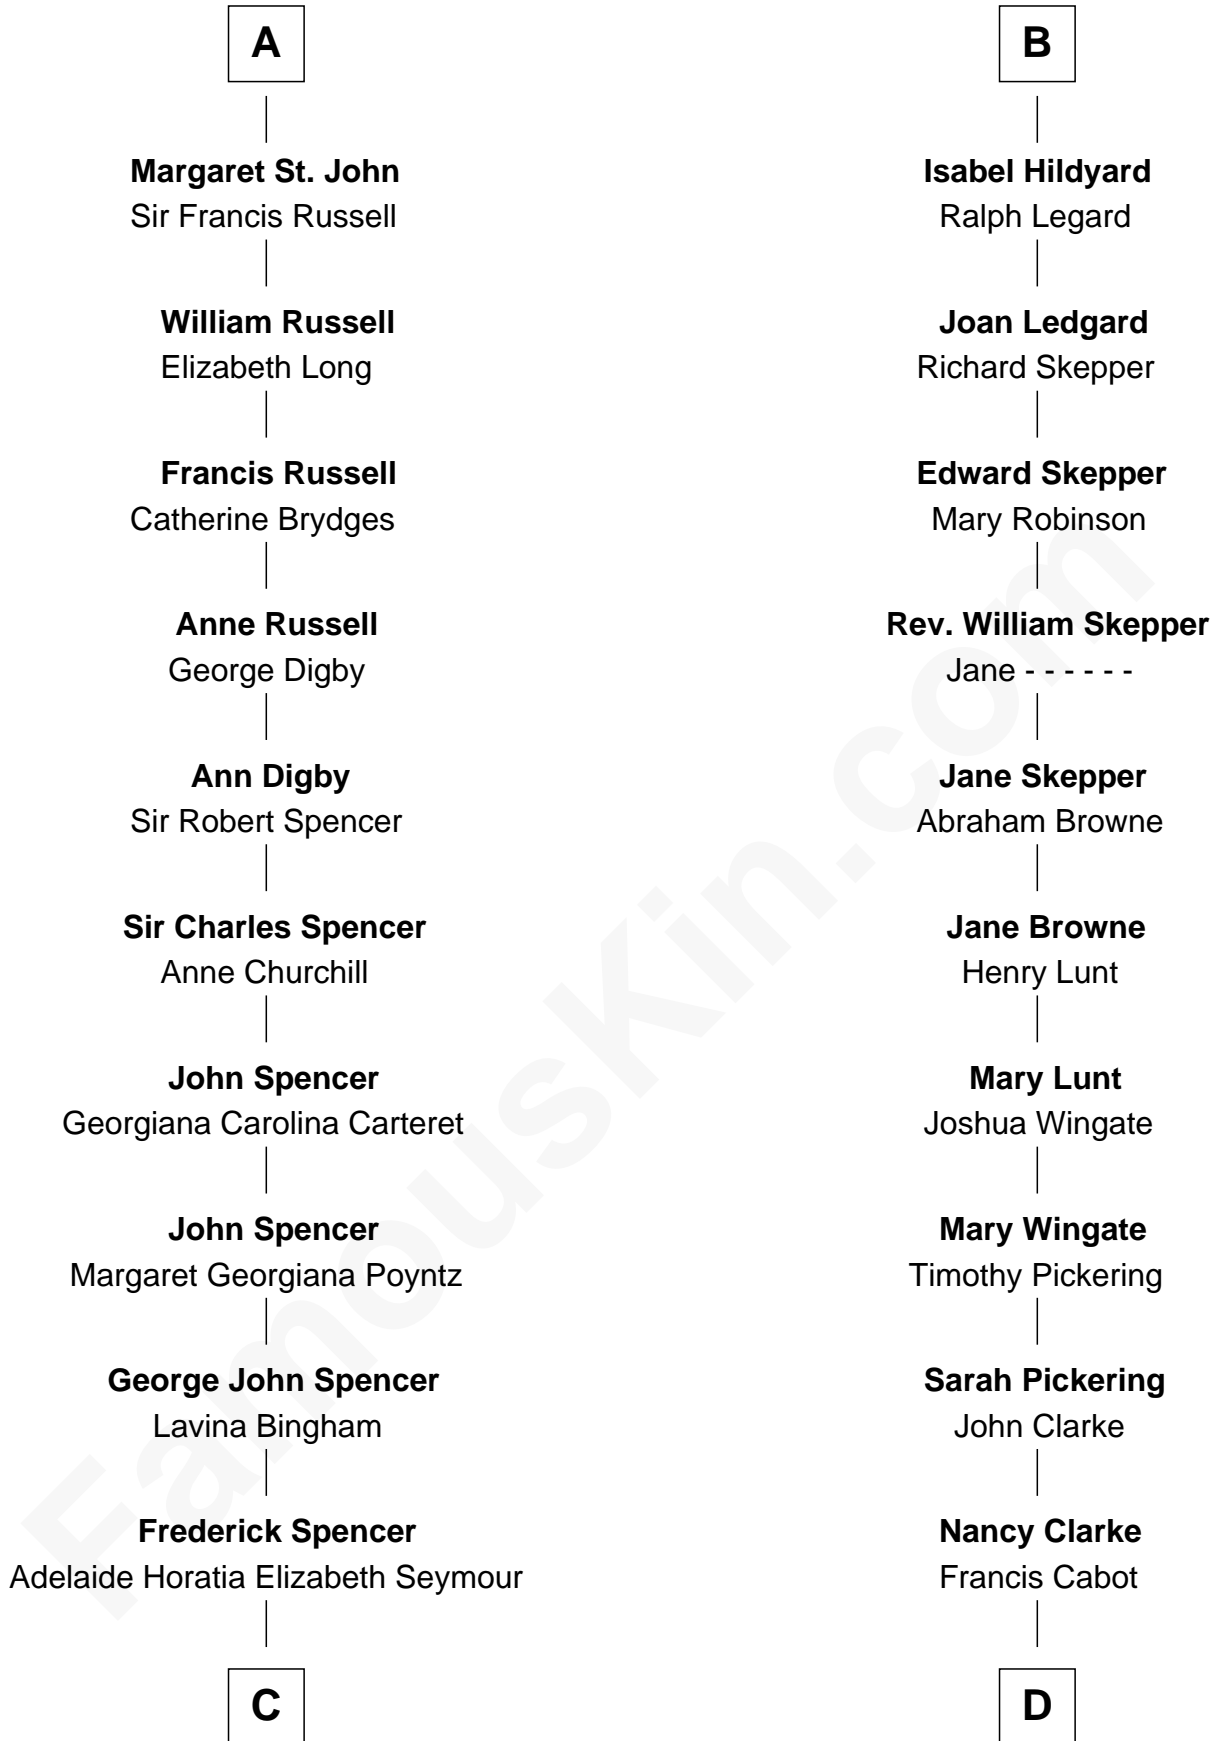 A
Margaret St. John
Sir Francis Russell
William Russell
Elizabeth Long
Francis Russell
Catherine Brydges
Anne Russell
George Digby
Ann Digby
Sir Robert Spencer
Sir Charles Spencer
Anne Churchill
John Spencer
Georgiana Carolina Carteret
John Spencer
Margaret Georgiana Poyntz
George John Spencer
Lavina Bingham
Frederick Spencer
Adelaide Horatia Elizabeth Seymour
C
B
Isabel Hildyard
Ralph Legard
Joan Ledgard
Richard Skepper
Edward Skepper
Mary Robinson
Rev. William Skepper
Jane - - - - - -
Jane Skepper
Abraham Browne
Jane Browne
Henry Lunt
Mary Lunt
Joshua Wingate
Mary Wingate
Timothy Pickering
Sarah Pickering
John Clarke
Nancy Clarke
Francis Cabot
D
FamousKin.com